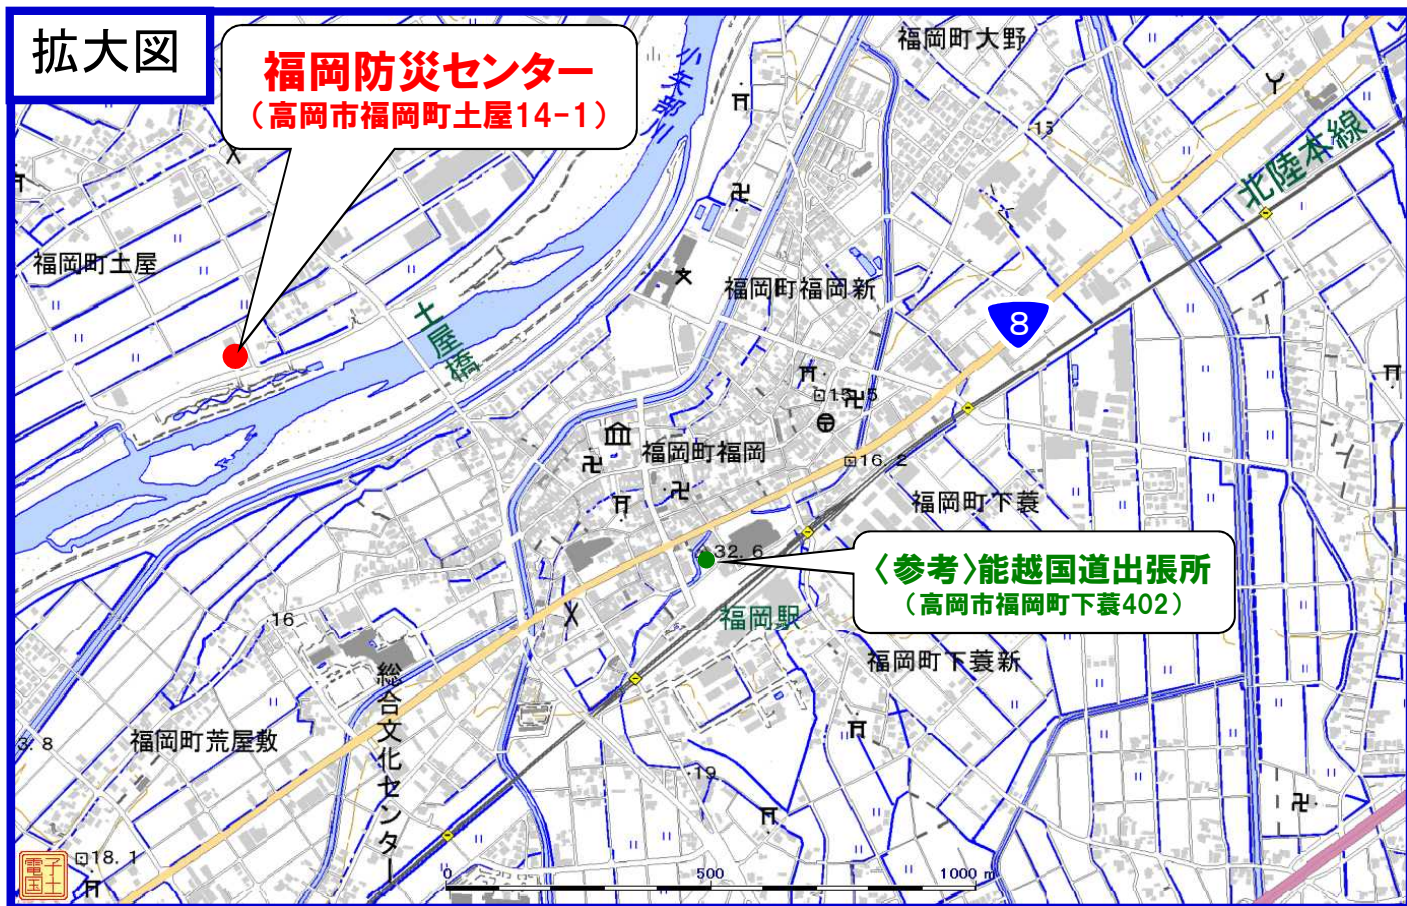 拡大図
福岡防災センター
（高岡市福岡町土屋14-1）
小矢部川
福岡町大野
15
北陸本線
福岡町土屋
福岡町福岡新
土屋橋
8
15.5
福岡町福岡
16.2
福岡町下蓑
32.6
〈参考〉能越国道出張所
（高岡市福岡町下蓑402）
福岡駅
16
福岡町下蓑新
総合文化センター
福岡町荒屋敷
3.8
19
18.1
電子国土
0 500 1000 m